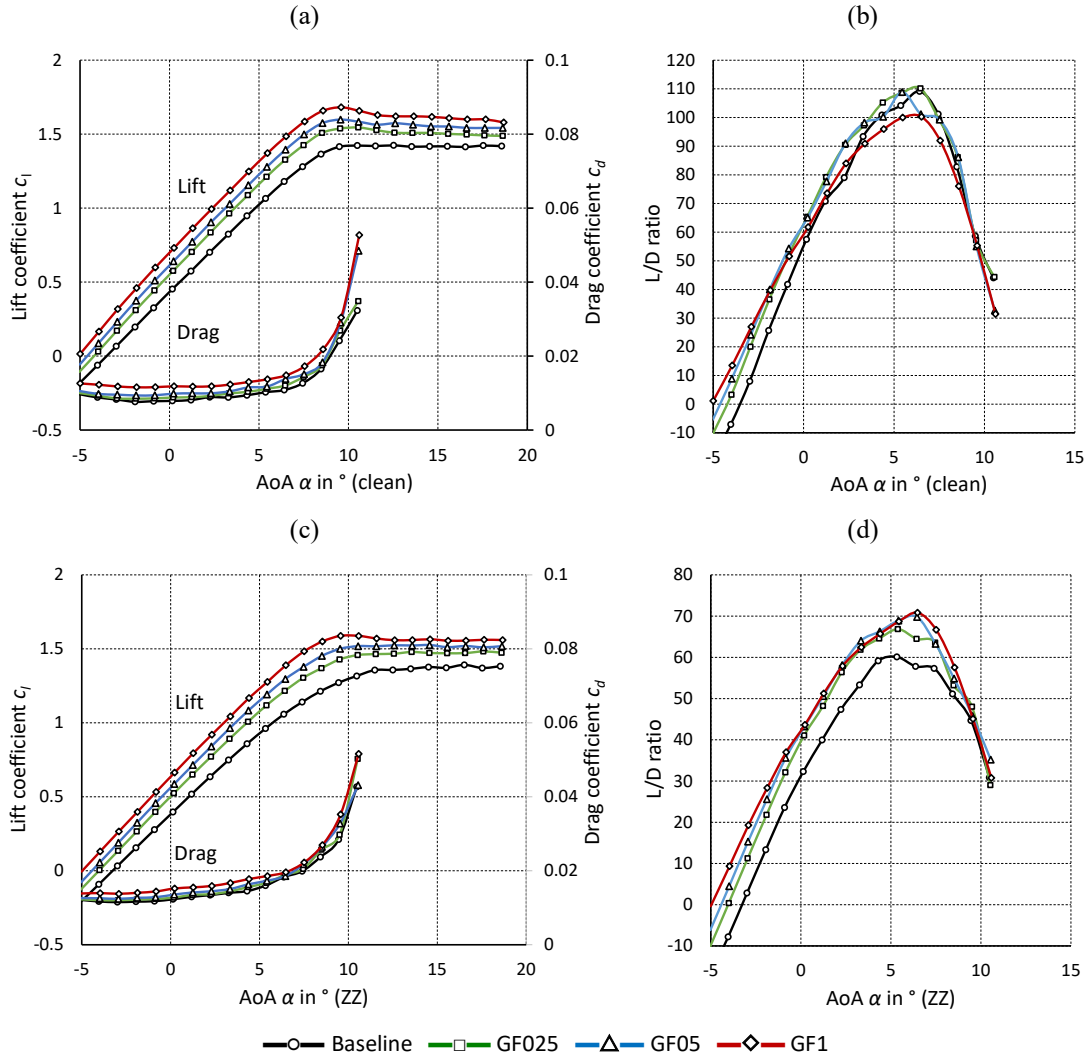 (a)
2
1.5
1
0.5
0
-0.5
Lift coefficient cl
0.1
0.08
0.06
0.04
0.02
0
Drag coefficient cd
Lift
Drag
-5 0 5 10 15 20
AoA α in ° (clean)
(b)
120
110
100
90
80
70
60
50
40
30
20
10
0
-10
L/D ratio
-5 0 5 10 15
AoA α in ° (clean)
(c)
2
1.5
1
0.5
0
-0.5
Lift coefficient cl
0.1
0.08
0.06
0.04
0.02
0
Drag coefficient cd
Lift
Drag
-5 0 5 10 15 20
AoA α in ° (ZZ)
(d)
80
70
60
50
40
30
20
10
0
-10
L/D ratio
-5 0 5 10 15
AoA α in ° (ZZ)
Baseline GF025 GF05 GF1